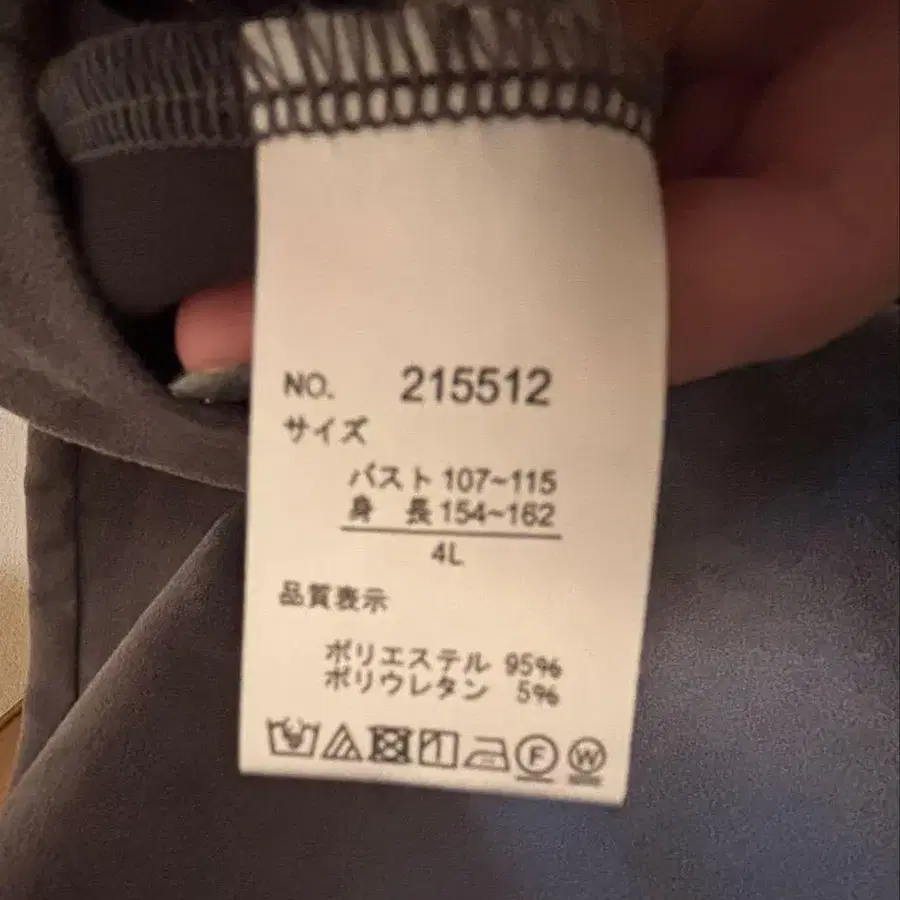 NO. 215512
サイズ
バスト 107~115
身 長 154~162
4L
品質表示
ポリエステル 95%
ポリウレタン 5%
F W